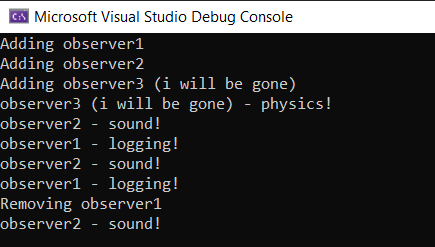 C:\ Microsoft Visual Studio Debug Console
Adding observer1
Adding observer2
Adding observer3 (i will be gone)
observer3 (i will be gone) - physics!
observer2 - sound!
observer1 - logging!
observer2 - sound!
observer1 - logging!
Removing observer1
observer2 - sound!